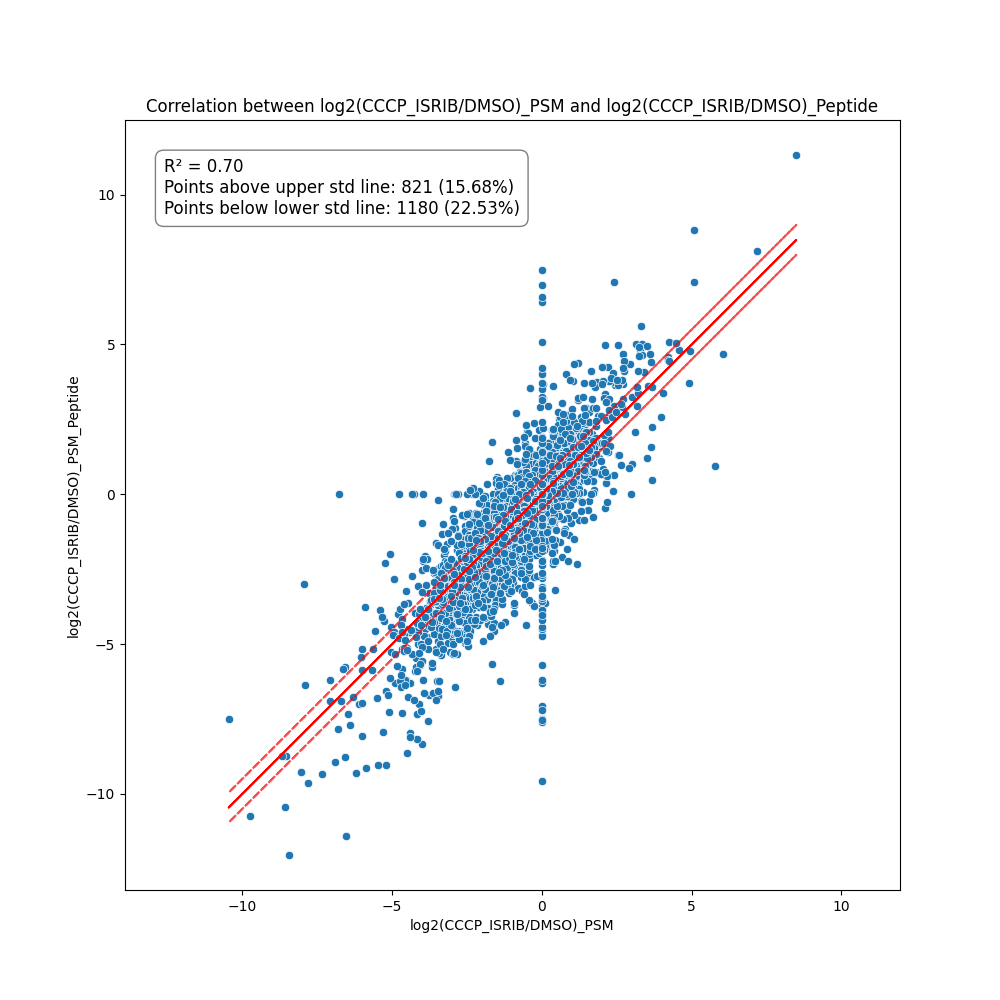 Correlation between log2(CCCP_ISRIB/DMSO)_PSM and log2(CCCP_ISRIB/DMSO)_Peptide
R² = 0.70
Points above upper std line: 821 (15.68%)
Points below lower std line: 1180 (22.53%)
log2(CCCP_ISRIB/DMSO)_PSM_Peptide
10
5
0
−5
−10
−10
−5
0
5
10
log2(CCCP_ISRIB/DMSO)_PSM